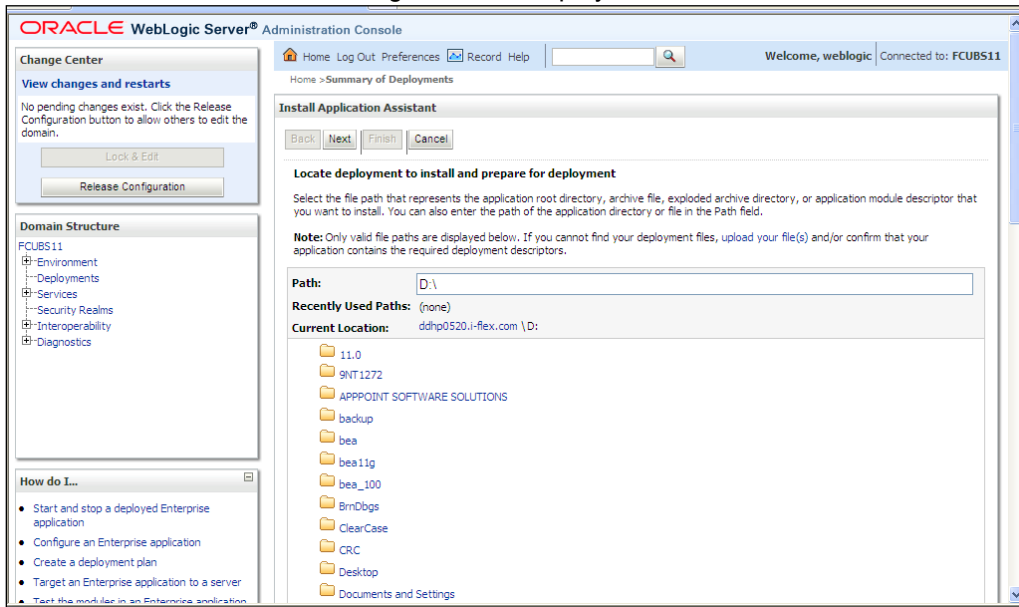 ORACLE WebLogic Server® Administration Console
Change Center
View changes and restarts
No pending changes exist. Click the Release
Configuration button to allow others to edit the
domain.
Lock & Edit
Release Configuration
Domain Structure
FCUBS11
Environment
Deployments
Services
Security Realms
Interoperability
Diagnostics
How do I...
Start and stop a deployed Enterprise
application
Configure an Enterprise application
Create a deployment plan
Target an Enterprise application to a server
Test the modules in an Enterprise application
Home Log Out Preferences Record Help
Welcome, weblogic Connected to: FCUBS11
Home >Summary of Deployments
Install Application Assistant
Back Next Finish Cancel
Locate deployment to install and prepare for deployment
Select the file path that represents the application root directory, archive file, exploded archive directory, or application module descriptor that
you want to install. You can also enter the path of the application directory or file in the Path field.
Note: Only valid file paths are displayed below. If you cannot find your deployment files, upload your file(s) and/or confirm that your
application contains the required deployment descriptors.
Path: D:\
Recently Used Paths: (none)
Current Location: ddhp0520.i-flex.com \D:
11.0
9NT1272
APPPOINT SOFTWARE SOLUTIONS
backup
bea
bea11g
bea_100
BrnDbgs
ClearCase
CRC
Desktop
Documents and Settings